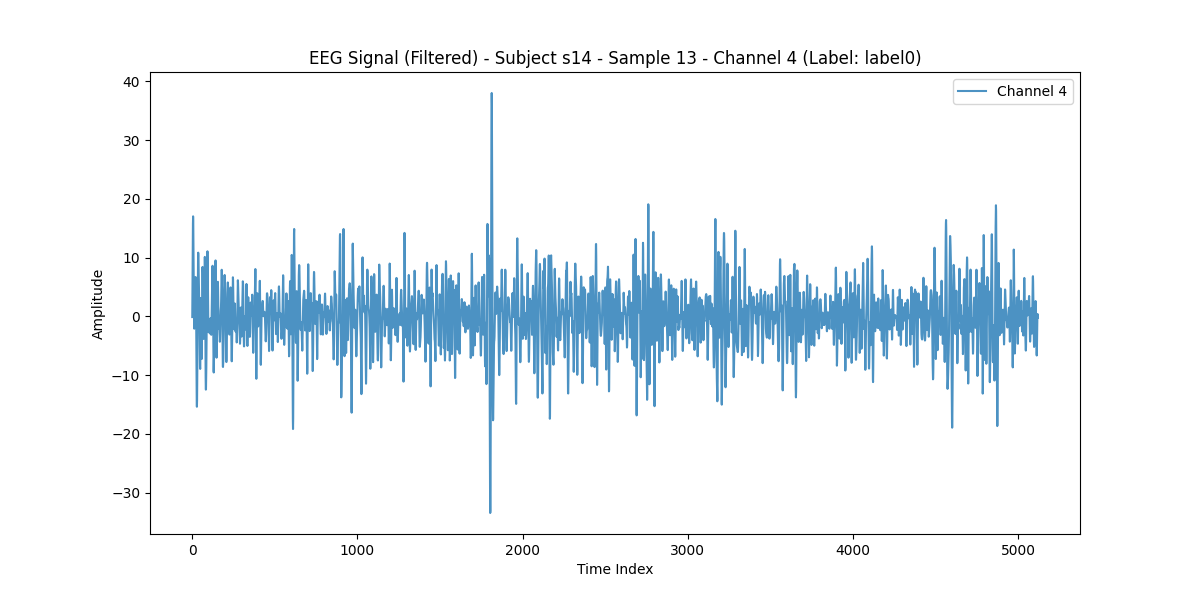 EEG Signal (Filtered) - Subject s14 - Sample 13 - Channel 4 (Label: label0)
Channel 4
40
30
20
10
0
−10
−20
−30
Amplitude
0 1000 2000 3000 4000 5000
Time Index